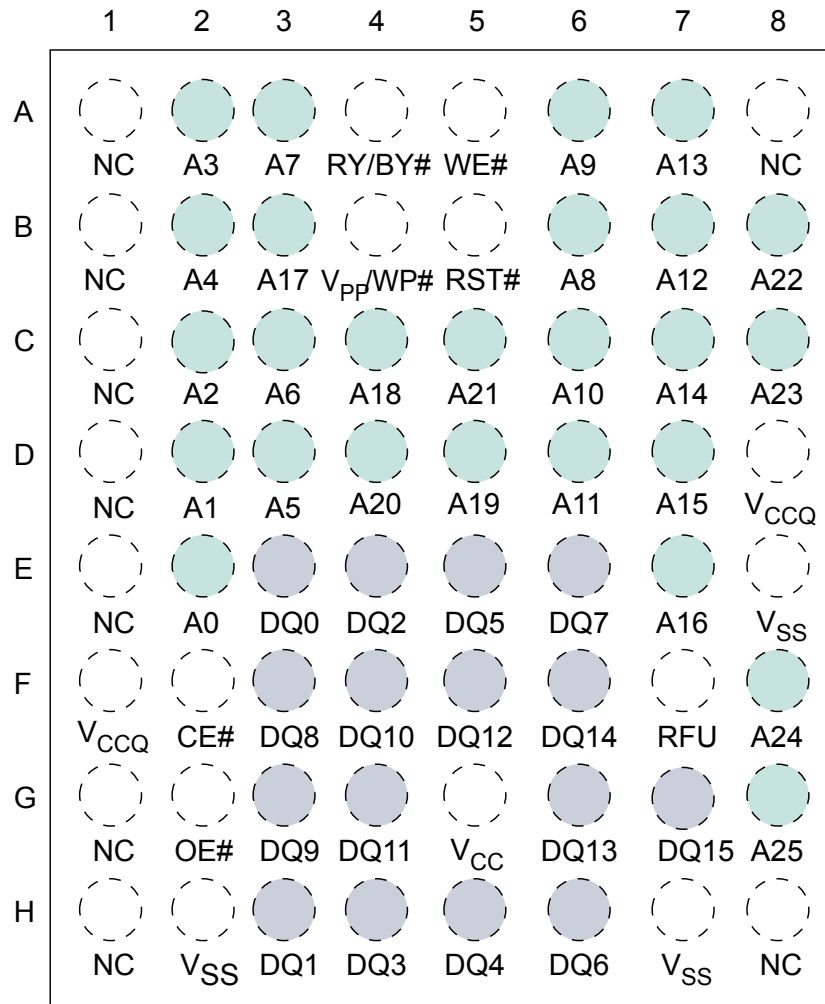 1 2 3 4 5 6 7 8
A
NC A3 A7 RY/BY# WE# A9 A13 NC
B
NC A4 A17 VPP/WP# RST# A8 A12 A22
C
NC A2 A6 A18 A21 A10 A14 A23
D
NC A1 A5 A20 A19 A11 A15 VCCQ
E
NC A0 DQ0 DQ2 DQ5 DQ7 A16 VSS
F
VCCQ CE# DQ8 DQ10 DQ12 DQ14 RFU A24
G
NC OE# DQ9 DQ11 VCC DQ13 DQ15 A25
H
NC VSS DQ1 DQ3 DQ4 DQ6 VSS NC